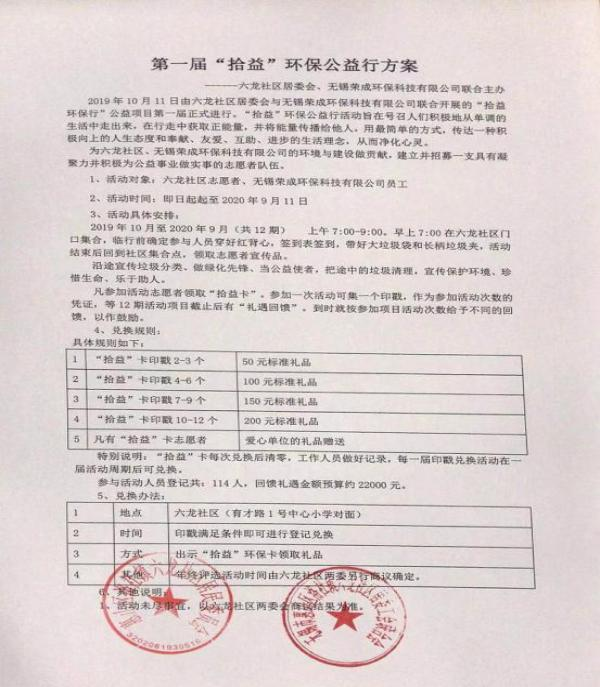 第一届“拾益”环保公益行方案
------六龙社区居委会、无锡荣成环保科技有限公司联合主办
2019 年 10 月 11 日由六龙社区居委会与无锡荣成环保科技有限公司联合开展的“拾益
环保行”公益项目第一届正式进行。“拾益”环保公益行活动旨在号召人们积极地从单调的
生活中走出来，在行走中获取正能量，并将能量传播给他人，用最简单的方式，传达一种积
极向上的人生态度和奉献、友爱、互助、进步的生活理念，从而净化心灵。
为六龙社区、无锡荣成环保科技有限公司的环境与建设做贡献，建立并招募一支具有凝
聚力并积极为公益事业做实事的志愿者队伍。
1、活动对象：六龙社区志愿者、无锡荣成环保科技有限公司员工
2、活动时间：即日起起至 2020 年 9 月 11 日
3、活动具体安排：
2019 年 10 月至 2020 年 9 月（共 12 期） 上午 7:00-9:00。早上 7:00 在六龙社区门
口集合，临行前确定参与人员穿好红背心，签到表签到，带好大垃圾袋和长柄垃圾夹，活动
结束后回到社区集合点，领取志愿者宣传品。
沿途宣传垃圾分类、做绿化先锋、当公益使者，把途中的垃圾清理，宣传保护环境、珍
惜生命、乐于助人。
凡参加活动志愿者领取“拾益卡”。参加一次活动可集一个印戳，作为参加活动次数的
凭证，等 12 期活动项目截止后有“礼遇回馈”。到时就按参加项目活动次数给予不同的回
馈，以作鼓励。
4、兑换规则：
具体规则如下：
1 “拾益”卡印戳 2-3 个 50 元标准礼品
2 “拾益”卡印戳 4-6 个 100 元标准礼品
3 “拾益”卡印戳 7-9 个 150 元标准礼品
4 “拾益”卡印戳 10-12 个 200 元标准礼品
5 凡有“拾益”卡志愿者 爱心单位的礼品赠送
特别说明：“拾益”卡每次兑换后清零，工作人员做好记录，每一届印戳兑换活动在一
届活动周期后可兑换。
参与活动人员登记共：114 人，回馈礼遇金额预算约 22000 元。
5、兑换办法：
1 地点 六龙社区（育才路 1 号中心小学对面）
2 时间 印戳满足条件即可进行登记兑换
3 方式 出示“拾益”环保卡领取礼品
4 其他 年终评选活动时间由六龙社区两委另行商议确定。
6、其他说明：
1、活动未尽事宜，以六龙社区两委会商议结果为准。